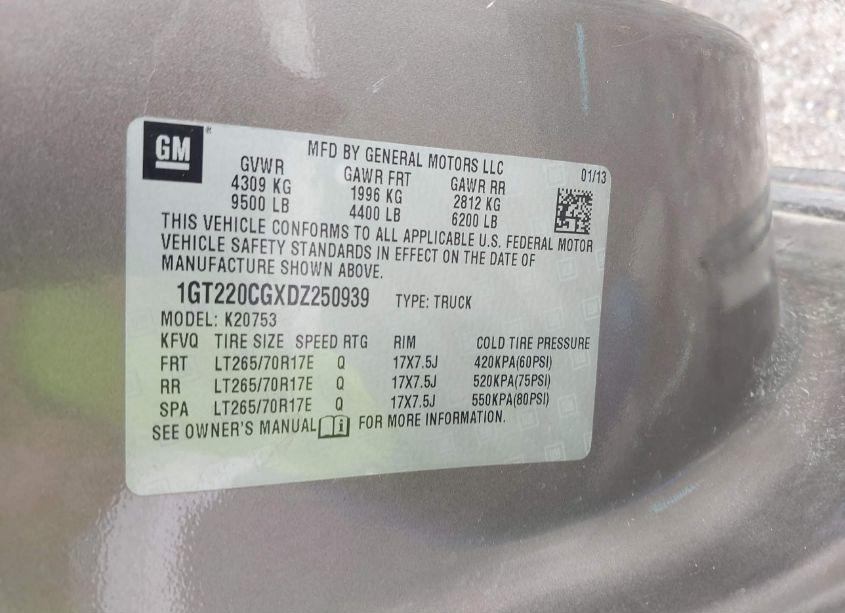 GM
MFD BY GENERAL MOTORS LLC
01/13
GVWR GAWR FRT GAWR RR
4309 KG 1996 KG 2812 KG
9500 LB 4400 LB 6200 LB
THIS VEHICLE CONFORMS TO ALL APPLICABLE U.S. FEDERAL MOTOR
VEHICLE SAFETY STANDARDS IN EFFECT ON THE DATE OF
MANUFACTURE SHOWN ABOVE.
1GT220CGXDZ250939 TYPE: TRUCK
MODEL: K20753
KFVQ TIRE SIZE SPEED RTG RIM COLD TIRE PRESSURE
FRT LT265/70R17E Q 17X7.5J 420KPA(60PSI)
RR LT265/70R17E Q 17X7.5J 520KPA(75PSI)
SPA LT265/70R17E Q 17X7.5J 550KPA(80PSI)
SEE OWNER'S MANUAL i FOR MORE INFORMATION.